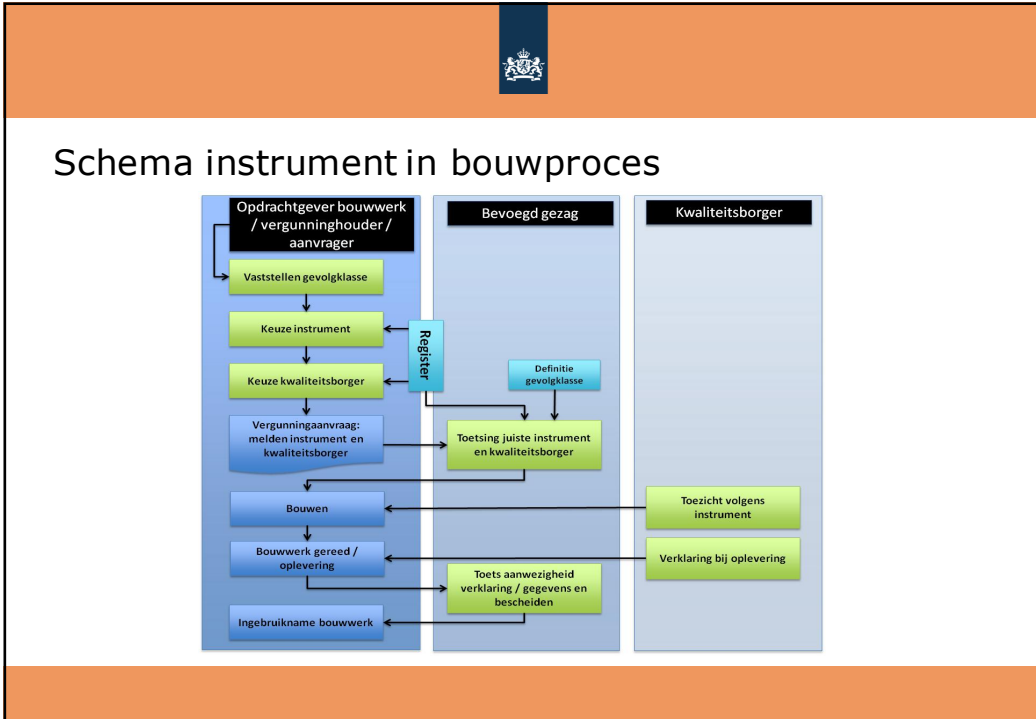 Schema instrument in bouwproces
Opdrachtgever bouwwerk
/ vergunninghouder /
aanvrager
Vaststellen gevolgklasse
Keuze instrument
Keuze kwaliteitsborger
Vergunningaanvraag:
melden instrument en
kwaliteitsborger
Bouwen
Bouwwerk gereed /
oplevering
Ingebruikname bouwwerk
Register
Bevoegd gezag
Definitie
gevolgklasse
Toetsing juiste instrument
en kwaliteitsborger
Toets aanwezigheid
verklaring / gegevens en
bescheiden
Kwaliteitsborger
Toezicht volgens
instrument
Verklaring bij oplevering